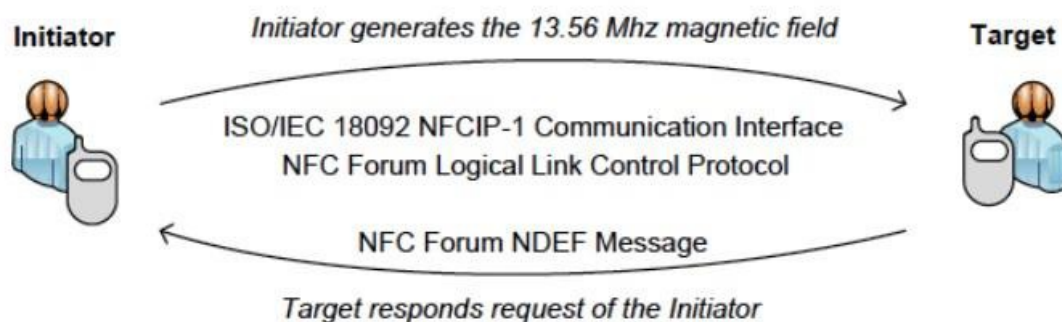 Initiator generates the 13.56 Mhz magnetic field
Initiator
Target
ISO/IEC 18092 NFCIP-1 Communication Interface
NFC Forum Logical Link Control Protocol
NFC Forum NDEF Message
Target responds request of the Initiator